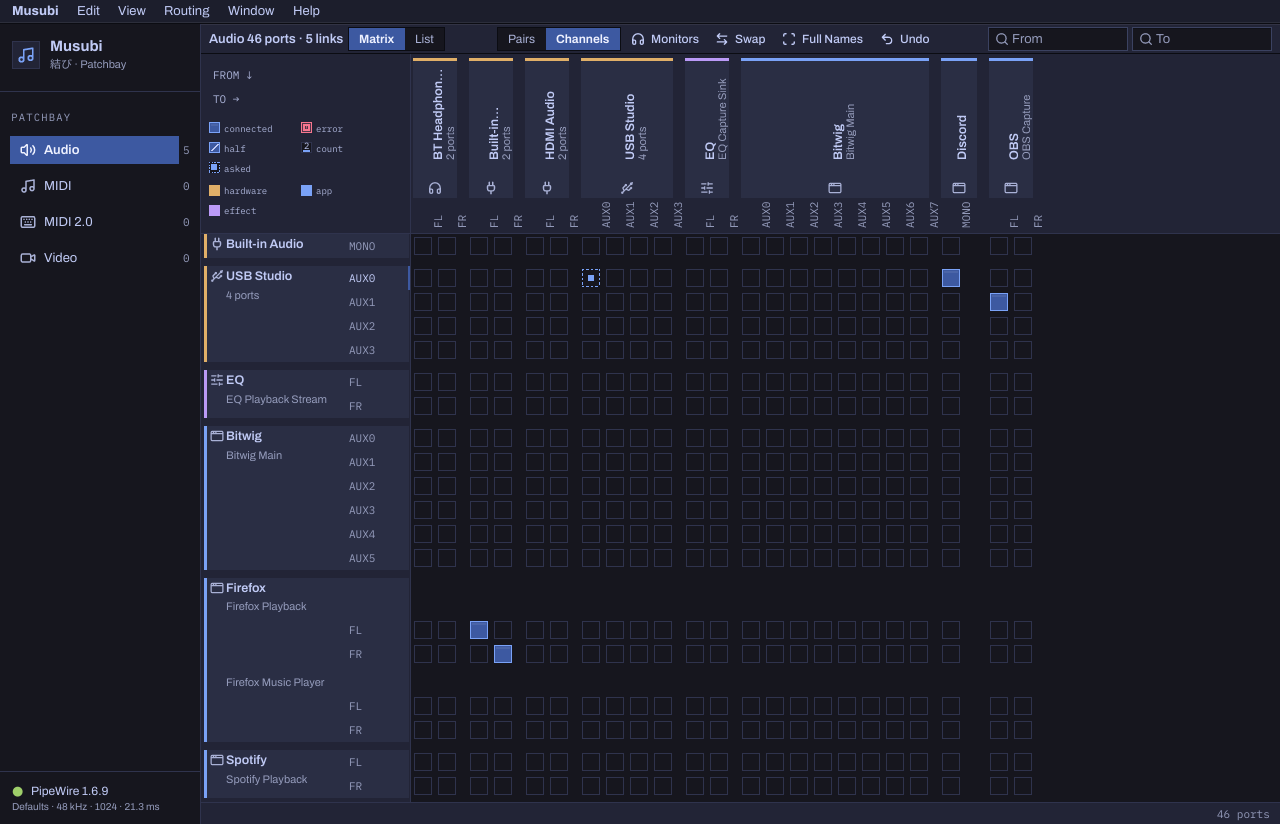 Musubi Edit View Routing Window Help
Musubi
結び · Patchbay
PATCHBAY
Audio 5
MIDI 0
MIDI 2.0 0
Video 0
PipeWire 1.6.9
Defaults · 48 kHz · 1024 · 21.3 ms
Audio 46 ports · 5 links Matrix List Pairs Channels Monitors Swap Full Names Undo From To
FROM ↓
TO →
connected error
half count
asked
hardware app
effect
BT Headphon…
2 ports
Built-in…
2 ports
HDMI Audio
2 ports
USB Studio
4 ports
EQ
EQ Capture Sink
Bitwig
Bitwig Main
Discord
OBS
OBS Capture
FL FR FL FR FL FR AUX0 AUX1 AUX2 AUX3 FL FR AUX0 AUX1 AUX2 AUX3 AUX4 AUX5 AUX6 AUX7 MONO FL FR
Built-in Audio MONO
USB Studio AUX0
4 ports AUX1
AUX2
AUX3
EQ FL
EQ Playback Stream FR
Bitwig AUX0
Bitwig Main AUX1
AUX2
AUX3
AUX4
AUX5
Firefox
Firefox Playback
FL
FR
Firefox Music Player
FL
FR
Spotify FL
Spotify Playback FR
46 ports